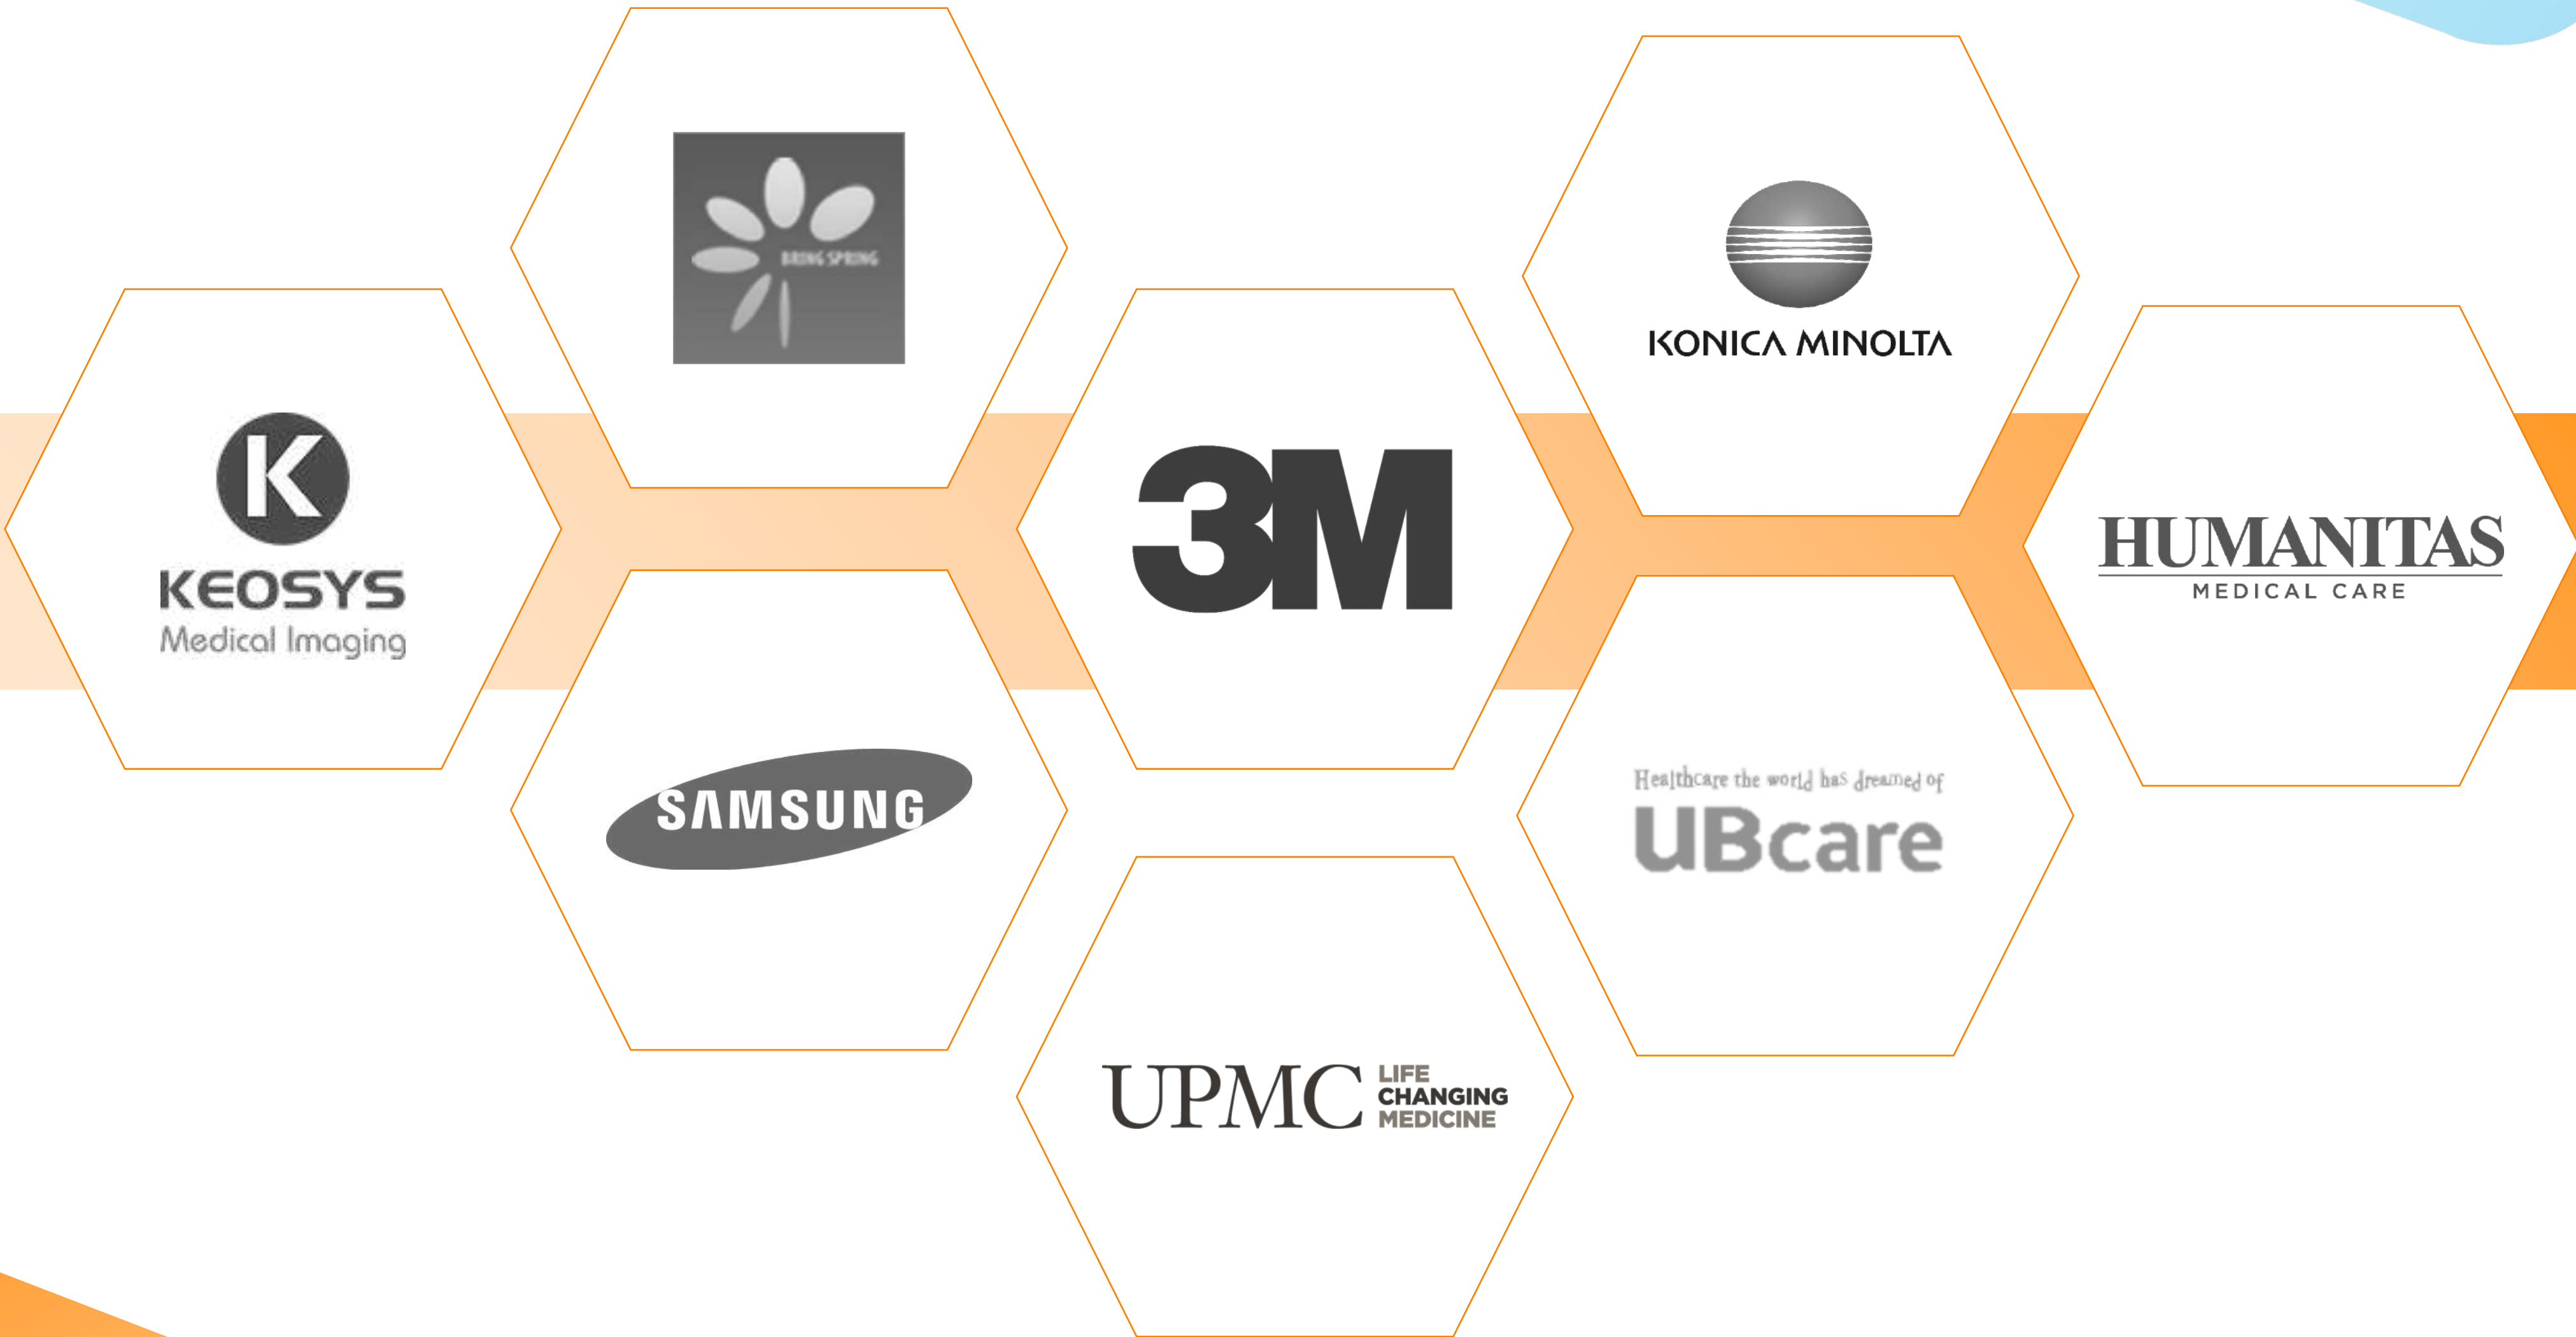 BRING SPRING
KONICA MINOLTA
K
KEOSYS
Medical Imaging
3M
HUMANITAS
MEDICAL CARE
SAMSUNG
Healthcare the world has dreamed of
UBcare
UPMC LIFE
CHANGING
MEDICINE